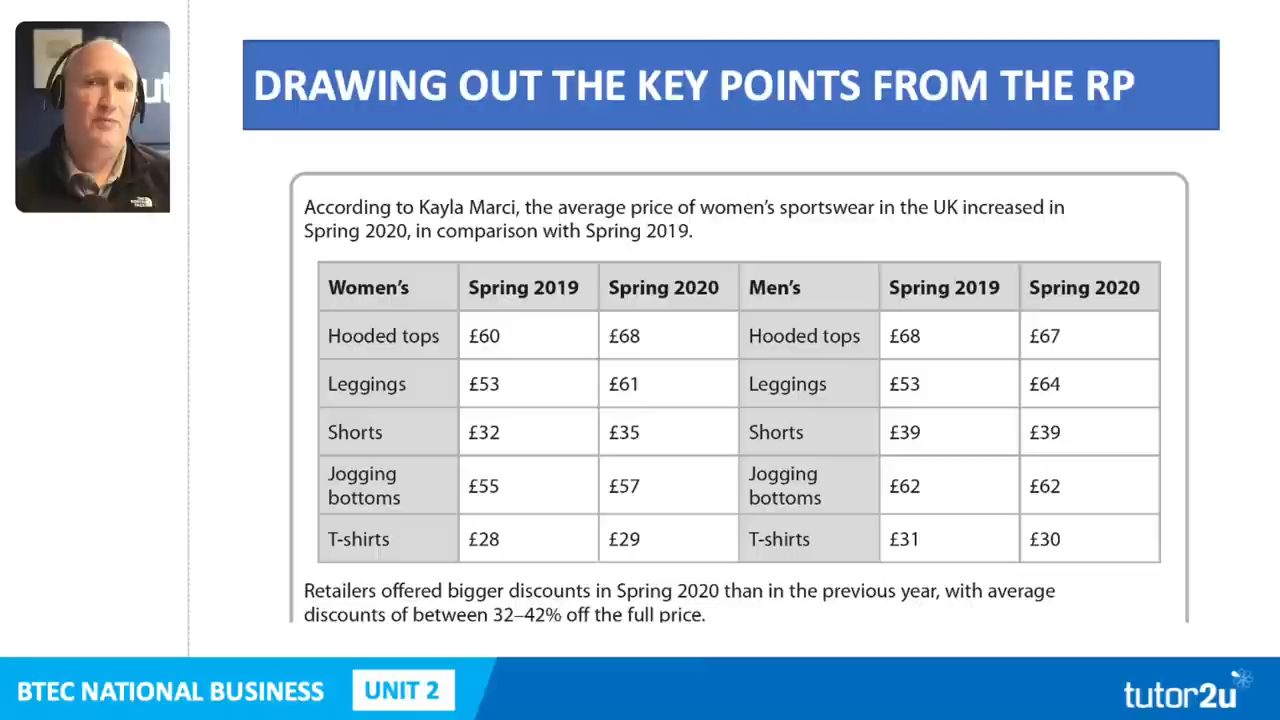 DRAWING OUT THE KEY POINTS FROM THE RP
According to Kayla Marci, the average price of women's sportswear in the UK increased in
Spring 2020, in comparison with Spring 2019.
Women's Spring 2019 Spring 2020 Men's Spring 2019 Spring 2020
Hooded tops £60 £68 Hooded tops £68 £67
Leggings £53 £61 Leggings £53 £64
Shorts £32 £35 Shorts £39 £39
Jogging
bottoms £55 £57 Jogging
bottoms £62 £62
T-shirts £28 £29 T-shirts £31 £30
Retailers offered bigger discounts in Spring 2020 than in the previous year, with average
discounts of between 32–42% off the full price.
BTEC NATIONAL BUSINESS UNIT 2
tutor2u